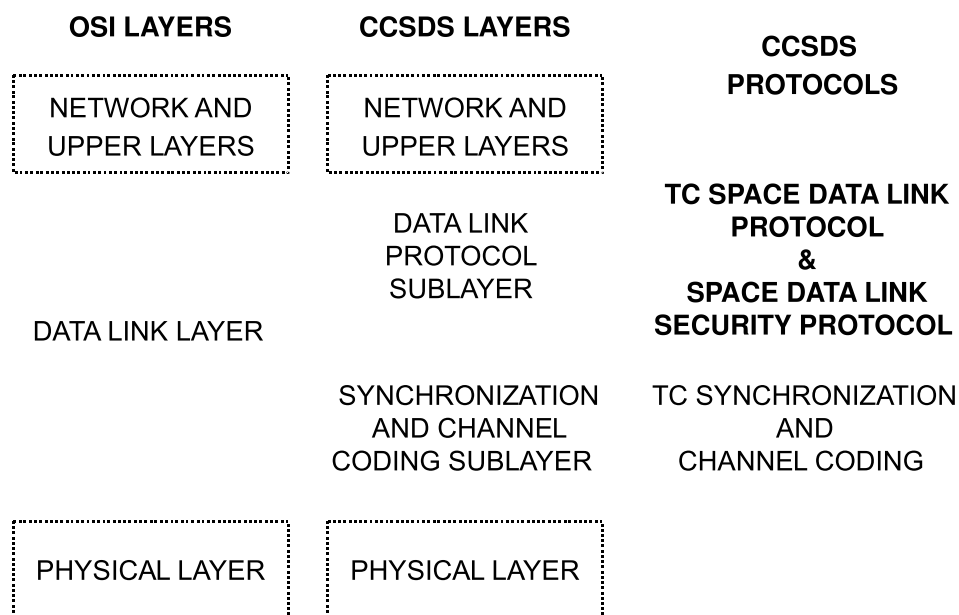 OSI LAYERS
CCSDS LAYERS
CCSDS
PROTOCOLS
NETWORK AND
UPPER LAYERS
NETWORK AND
UPPER LAYERS
DATA LINK LAYER
DATA LINK
PROTOCOL
SUBLAYER
TC SPACE DATA LINK
PROTOCOL
&
SPACE DATA LINK
SECURITY PROTOCOL
SYNCHRONIZATION
AND CHANNEL
CODING SUBLAYER
TC SYNCHRONIZATION
AND
CHANNEL CODING
PHYSICAL LAYER
PHYSICAL LAYER